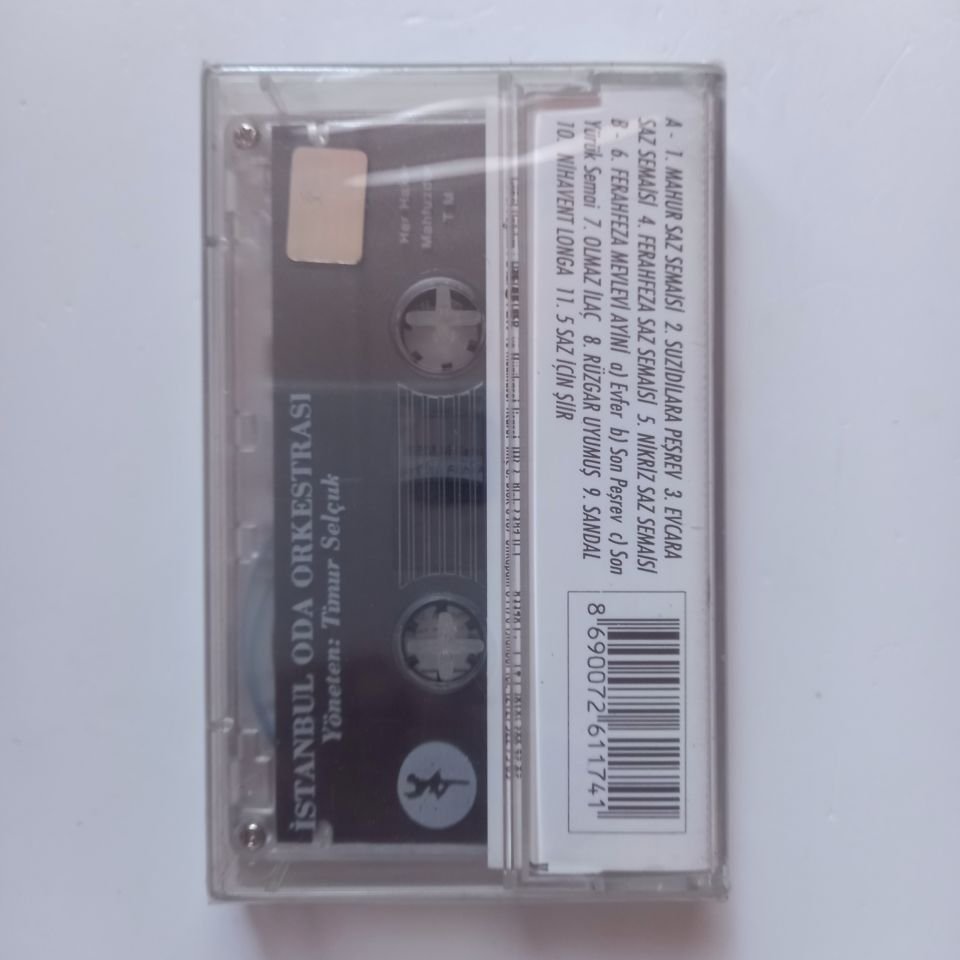 A - 1. MAHUR SAZ SEMAİSİ 2. SUZİDİLARA PEŞREV 3. EVCARA
SAZ SEMAİSİ 4. FERAHFEZA SAZ SEMAİSİ 5. NİKRİZ SAZ SEMAİSİ
B - 6. FERAHFEZA MEVLEVİ AYİNİ a) Evfer b) Son Peşrev c) Son
Yürük Semai 7. OLMAZ İLAÇ 8. RÜZGAR UYUMUŞ 9. SANDAL
10. NİHAVENT LONGA 11. 5 SAZ İÇİN ŞİİR
8 690072 611741
İSTANBUL ODA ORKESTRASI
Yöneten: Timur Selçuk